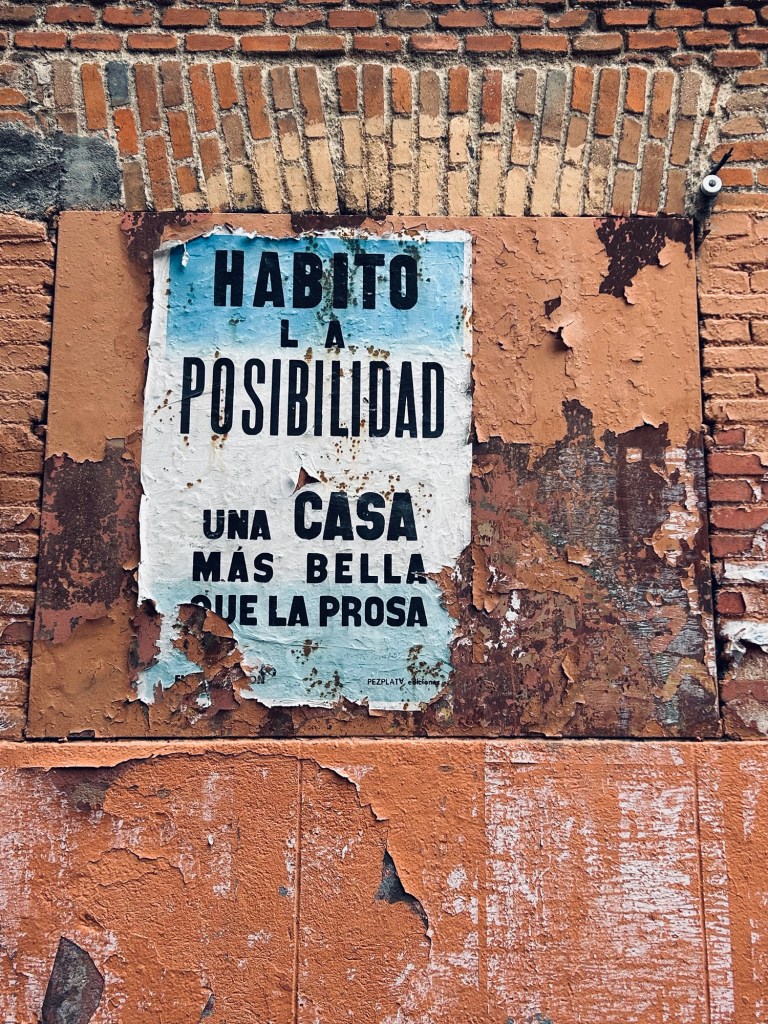 HABITO
LA
POSIBILIDAD
UNA CASA
MÁS BELLA
QUE LA PROSA
PEZPLATV, ediciones